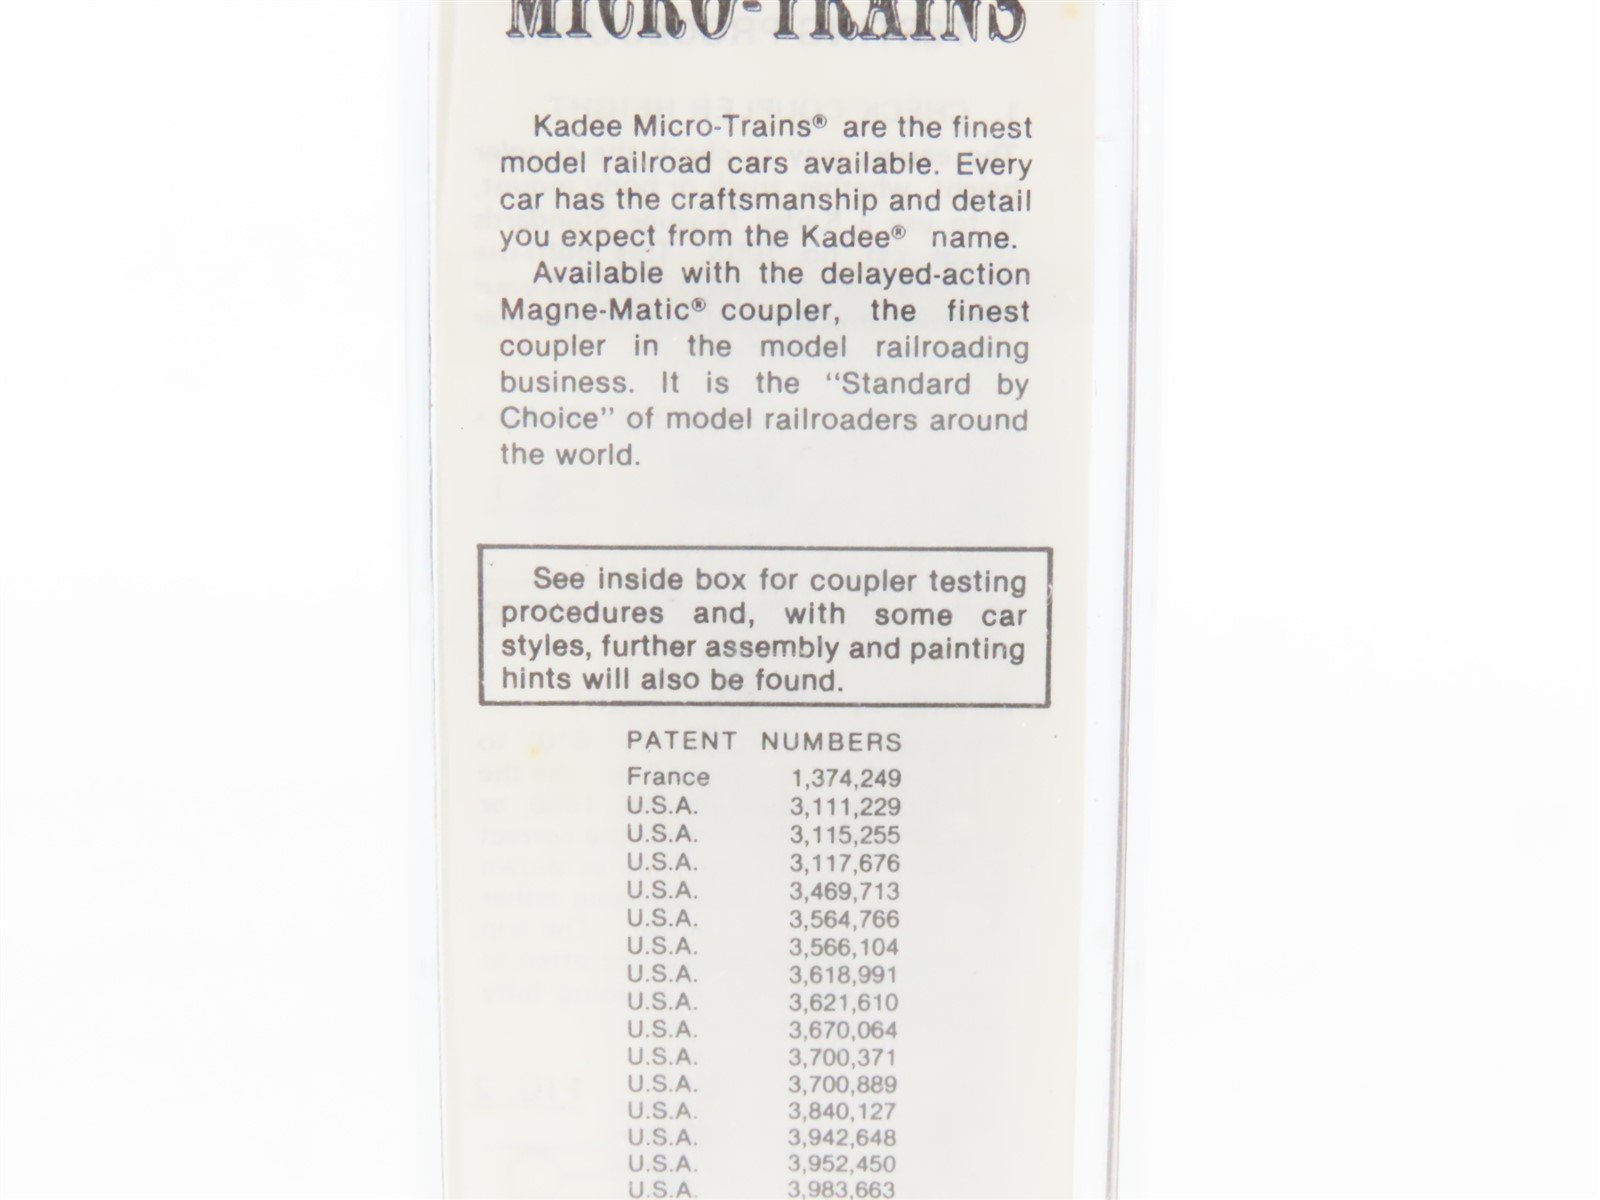 MICRO-TRAINS
Kadee Micro-Trains® are the finest
model railroad cars available. Every
car has the craftsmanship and detail
you expect from the Kadee® name.
Available with the delayed-action
Magne-Matic® coupler, the finest
coupler in the model railroading
business. It is the “Standard by
Choice” of model railroaders around
the world.
See inside box for coupler testing
procedures and, with some car
styles, further assembly and painting
hints will also be found.
PATENT NUMBERS
France 1,374,249
U.S.A. 3,111,229
U.S.A. 3,115,255
U.S.A. 3,117,676
U.S.A. 3,469,713
U.S.A. 3,564,766
U.S.A. 3,566,104
U.S.A. 3,618,991
U.S.A. 3,621,610
U.S.A. 3,670,064
U.S.A. 3,700,371
U.S.A. 3,700,889
U.S.A. 3,840,127
U.S.A. 3,942,648
U.S.A. 3,952,450
U.S.A. 3,983,663